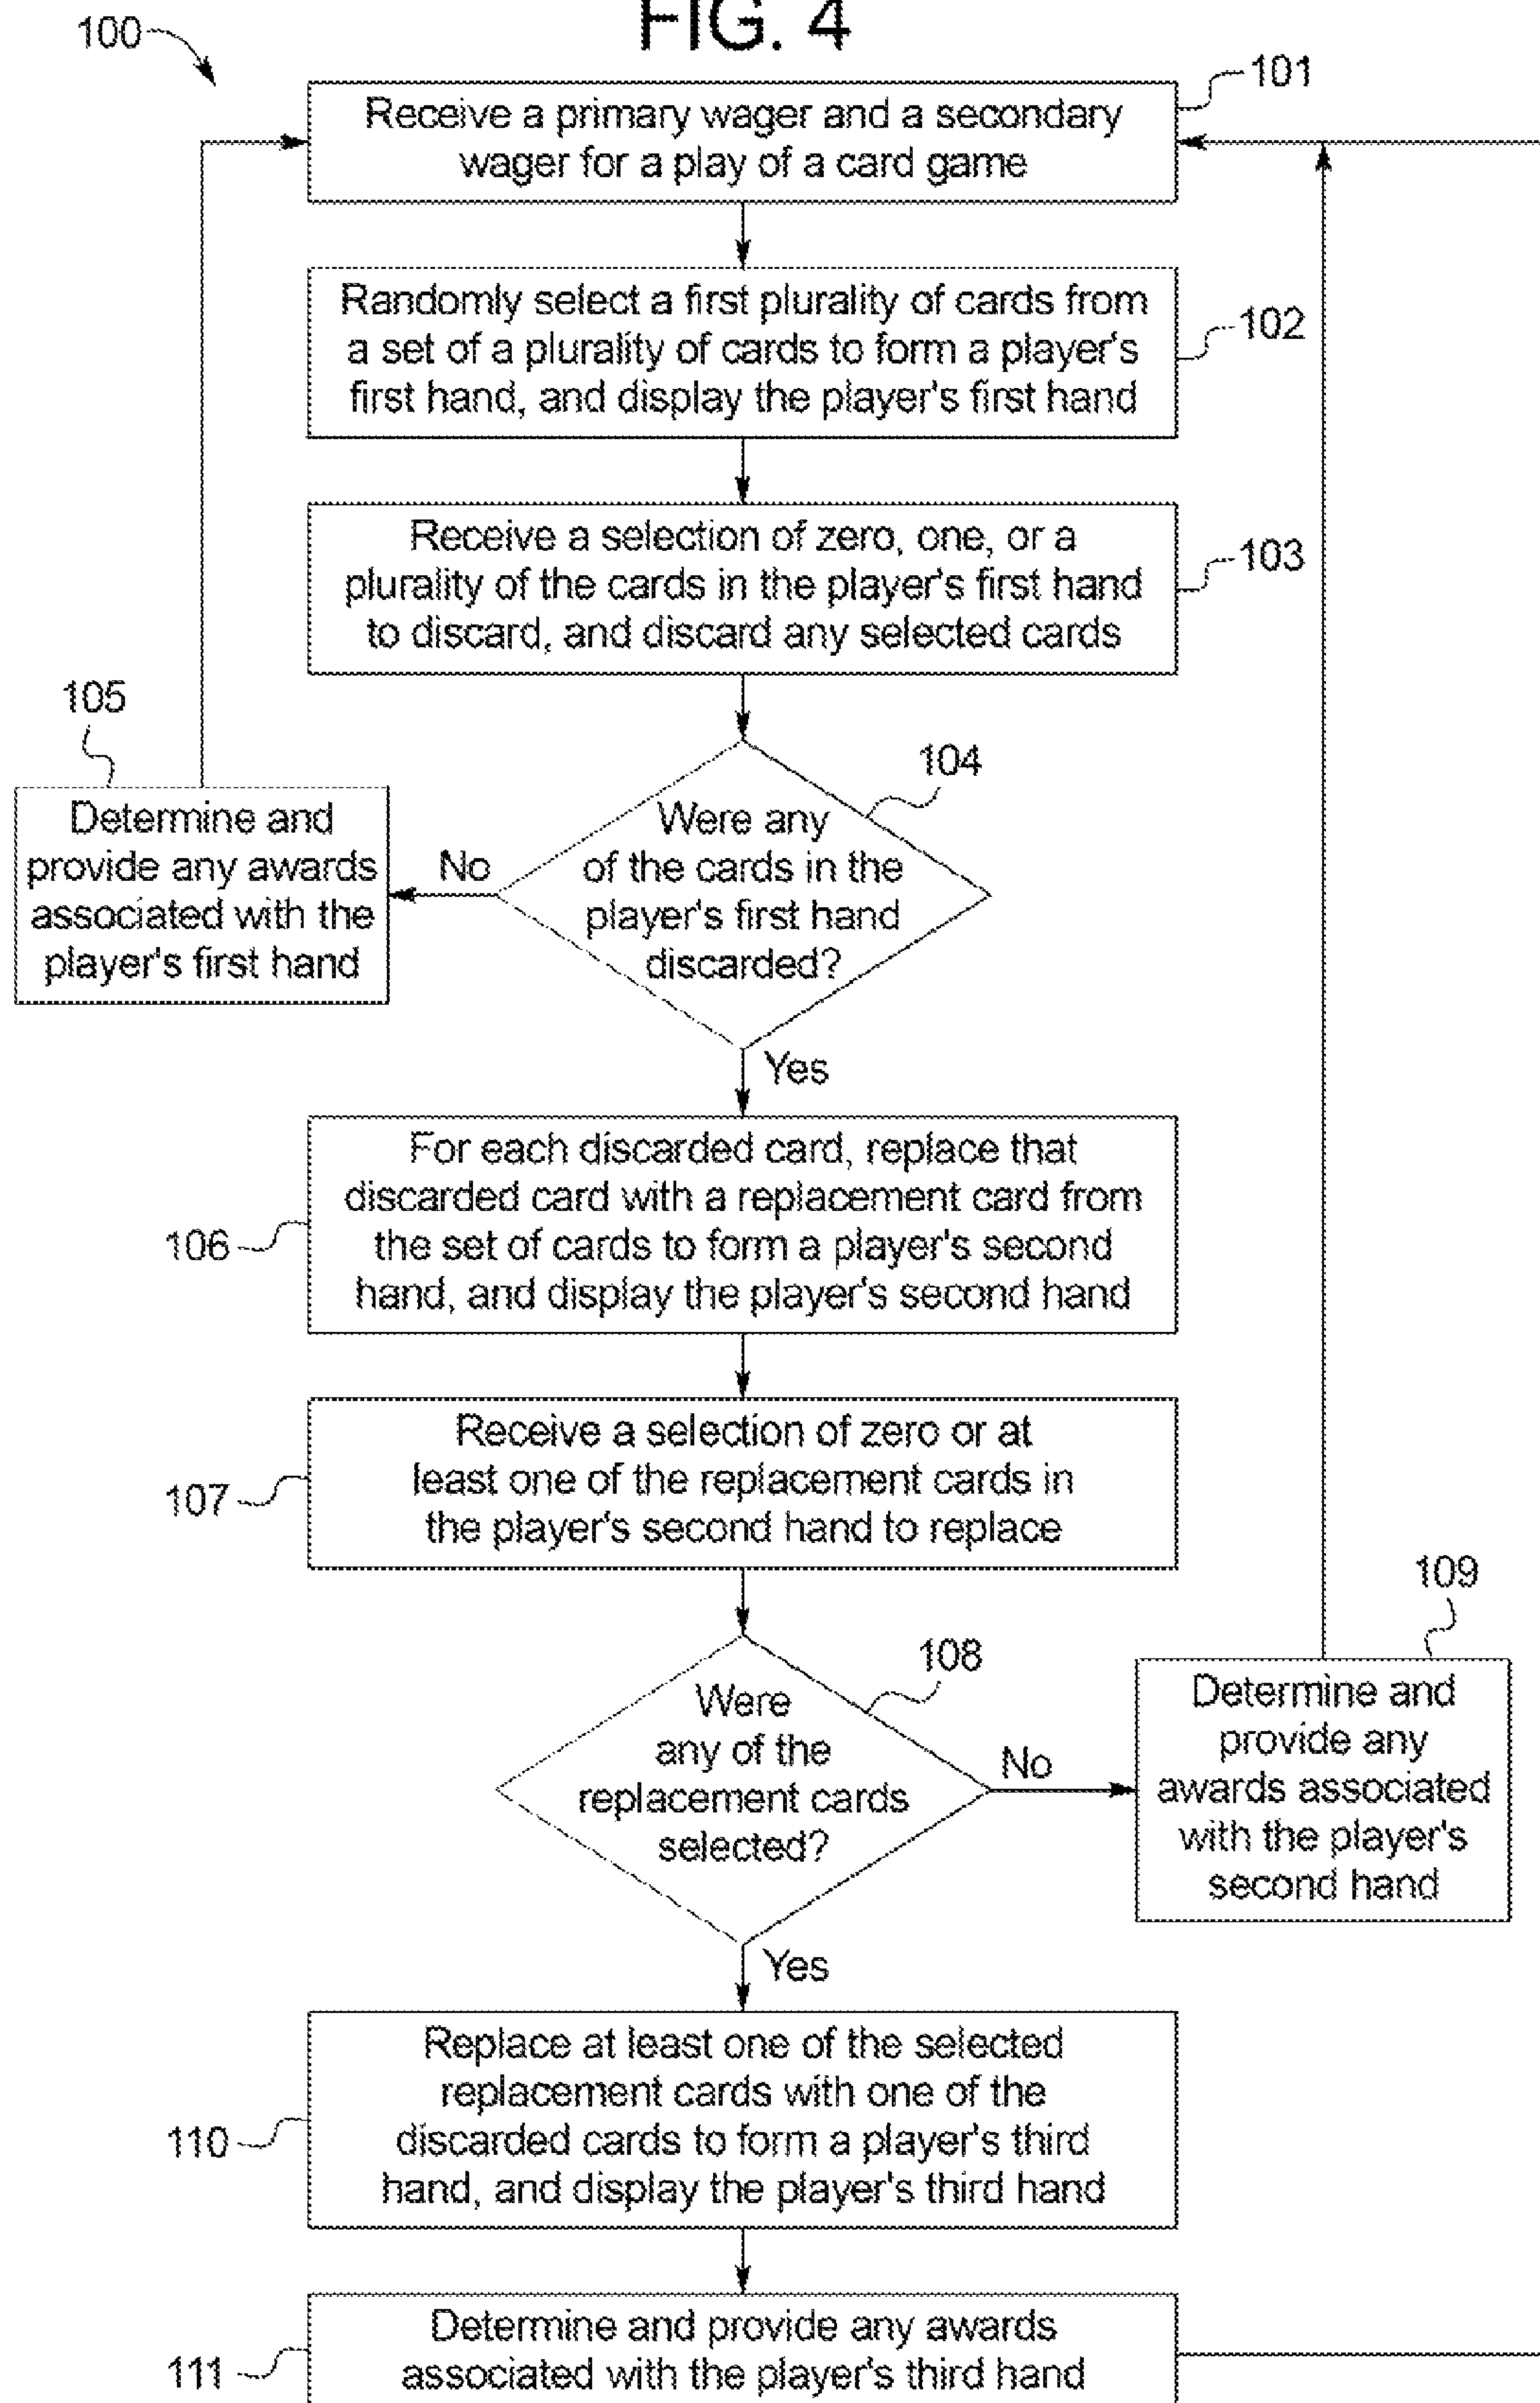 FIG. 4
100
101
Receive a primary wager and a secondary
wager for a play of a card game
Randomly select a first plurality of cards from
a set of a plurality of cards to form a player's
first hand, and display the player's first hand
102
Receive a selection of zero, one, or a
plurality of the cards in the player's first hand
to discard, and discard any selected cards
103
105
Determine and
provide any awards
associated with the
player's first hand
No
104
Were any
of the cards in the
player's first hand
discarded?
Yes
For each discarded card, replace that
discarded card with a replacement card from
the set of cards to form a player's second
hand, and display the player's second hand
106
Receive a selection of zero or at
least one of the replacement cards in
the player's second hand to replace
107
108
Were
any of the
replacement cards
selected?
No
109
Determine and
provide any
awards associated
with the player's
second hand
Yes
Replace at least one of the selected
replacement cards with one of the
discarded cards to form a player's third
hand, and display the player's third hand
110
Determine and provide any awards
associated with the player's third hand
111